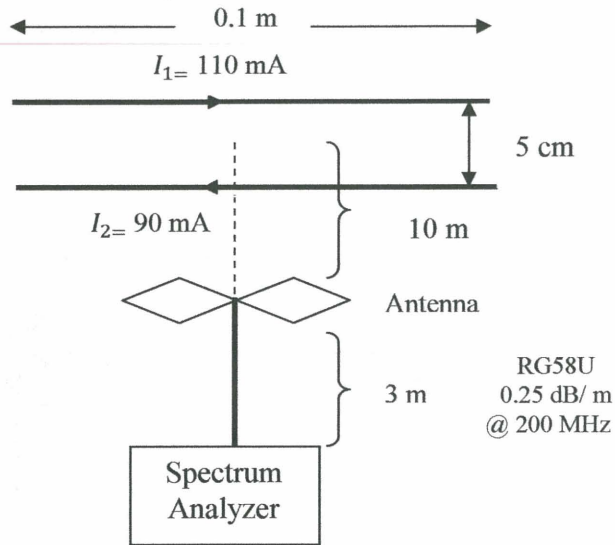 0.1 m
I₁₌ 110 mA
5 cm
I₂₌ 90 mA
10 m
Antenna
RG58U
3 m
0.25 dB/ m
@ 200 MHz
Spectrum
Analyzer